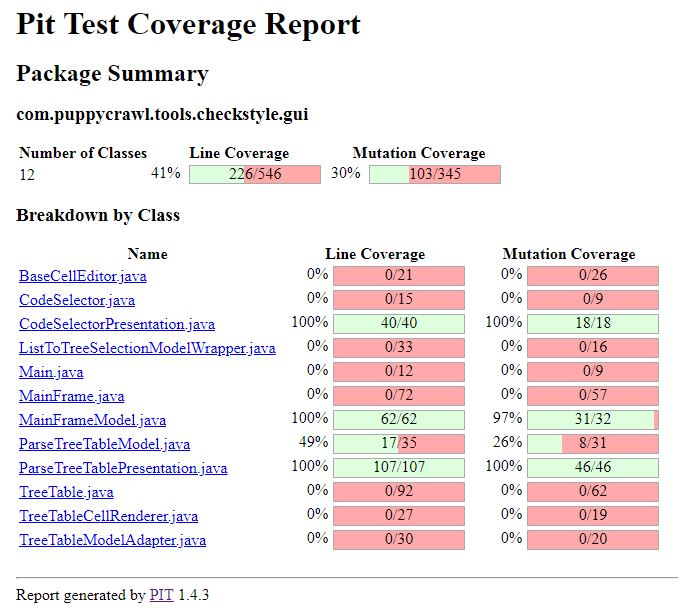 Pit Test Coverage Report
Package Summary
com.puppycrawl.tools.checkstyle.gui
Number of Classes Line Coverage Mutation Coverage
12 41% 226/546 30% 103/345
Breakdown by Class
Name Line Coverage Mutation Coverage
BaseCellEditor.java 0% 0/21 0% 0/26
CodeSelector.java 0% 0/15 0% 0/9
CodeSelectorPresentation.java 100% 40/40 100% 18/18
ListToTreeSelectionModelWrapper.java 0% 0/33 0% 0/16
Main.java 0% 0/12 0% 0/9
MainFrame.java 0% 0/72 0% 0/57
MainFrameModel.java 100% 62/62 97% 31/32
ParseTreeTableModel.java 49% 17/35 26% 8/31
ParseTreeTablePresentation.java 100% 107/107 100% 46/46
TreeTable.java 0% 0/92 0% 0/62
TreeTableCellRenderer.java 0% 0/27 0% 0/19
TreeTableModelAdapter.java 0% 0/30 0% 0/20
Report generated by PIT 1.4.3